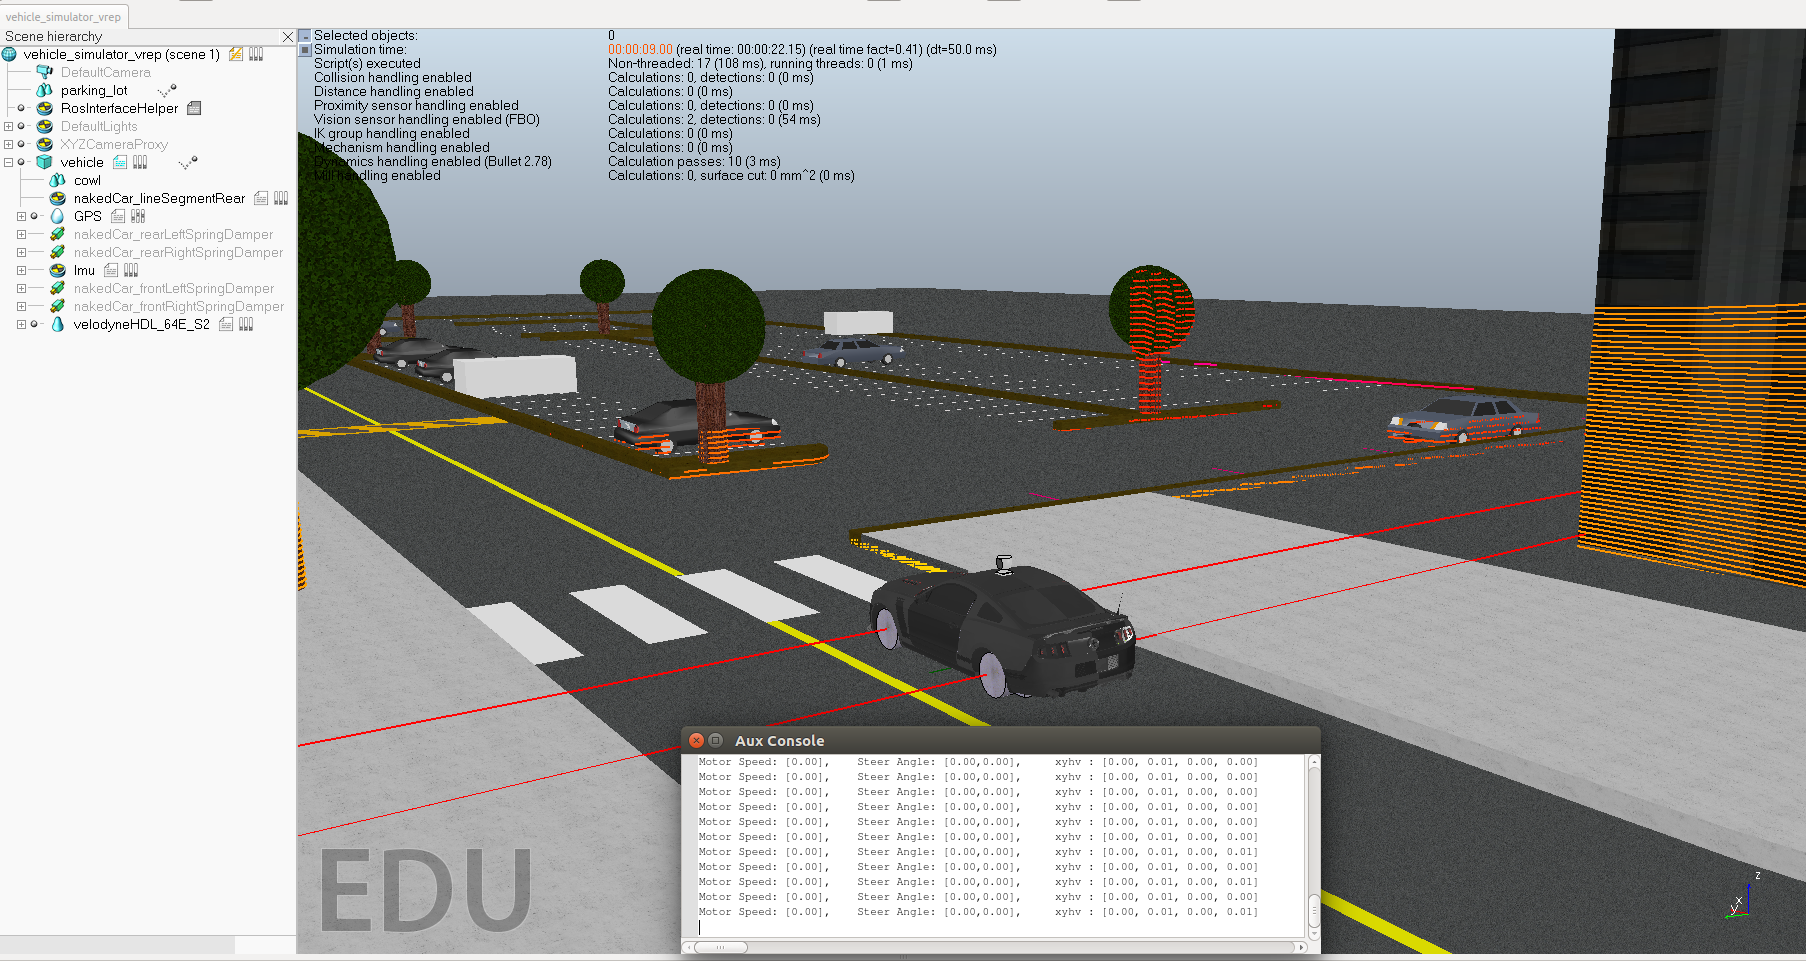 vehicle_simulator_vrep
Scene hierarchy
vehicle_simulator_vrep (scene 1)
DefaultCamera
parking_lot
RosInterfaceHelper
DefaultLights
XYZCameraProxy
vehicle
cowl
nakedCar_lineSegmentRear
GPS
nakedCar_rearLeftSpringDamper
nakedCar_rearRightSpringDamper
Imu
nakedCar_frontLeftSpringDamper
nakedCar_frontRightSpringDamper
velodyneHDL_64E_S2
Selected objects: 0
Simulation time: 00:00:09.00 (real time: 00:00:22.15) (real time fact=0.41) (dt=50.0 ms)
Script(s) executed Non-threaded: 17 (108 ms), running threads: 0 (1 ms)
Collision handling enabled Calculations: 0, detections: 0 (0 ms)
Distance handling enabled Calculations: 0 (0 ms)
Proximity sensor handling enabled Calculations: 0, detections: 0 (0 ms)
Vision sensor handling enabled (FBO) Calculations: 2, detections: 0 (54 ms)
IK group handling enabled Calculations: 0 (0 ms)
Mechanism handling enabled Calculations: 0 (0 ms)
Dynamics handling enabled (Bullet 2.78) Calculation passes: 10 (3 ms)
Mill handling enabled Calculations: 0, surface cut: 0 mm^2 (0 ms)
Aux Console
Motor Speed: [0.00], Steer Angle: [0.00,0.00], xyhv : [0.00, 0.01, 0.00, 0.00]
Motor Speed: [0.00], Steer Angle: [0.00,0.00], xyhv : [0.00, 0.01, 0.00, 0.00]
Motor Speed: [0.00], Steer Angle: [0.00,0.00], xyhv : [0.00, 0.01, 0.00, 0.00]
Motor Speed: [0.00], Steer Angle: [0.00,0.00], xyhv : [0.00, 0.01, 0.00, 0.00]
Motor Speed: [0.00], Steer Angle: [0.00,0.00], xyhv : [0.00, 0.01, 0.00, 0.00]
Motor Speed: [0.00], Steer Angle: [0.00,0.00], xyhv : [0.00, 0.01, 0.00, 0.00]
Motor Speed: [0.00], Steer Angle: [0.00,0.00], xyhv : [0.00, 0.01, 0.00, 0.01]
Motor Speed: [0.00], Steer Angle: [0.00,0.00], xyhv : [0.00, 0.01, 0.00, 0.00]
Motor Speed: [0.00], Steer Angle: [0.00,0.00], xyhv : [0.00, 0.01, 0.00, 0.01]
Motor Speed: [0.00], Steer Angle: [0.00,0.00], xyhv : [0.00, 0.01, 0.00, 0.00]
Motor Speed: [0.00], Steer Angle: [0.00,0.00], xyhv : [0.00, 0.01, 0.00, 0.01]
EDU
z
x
y